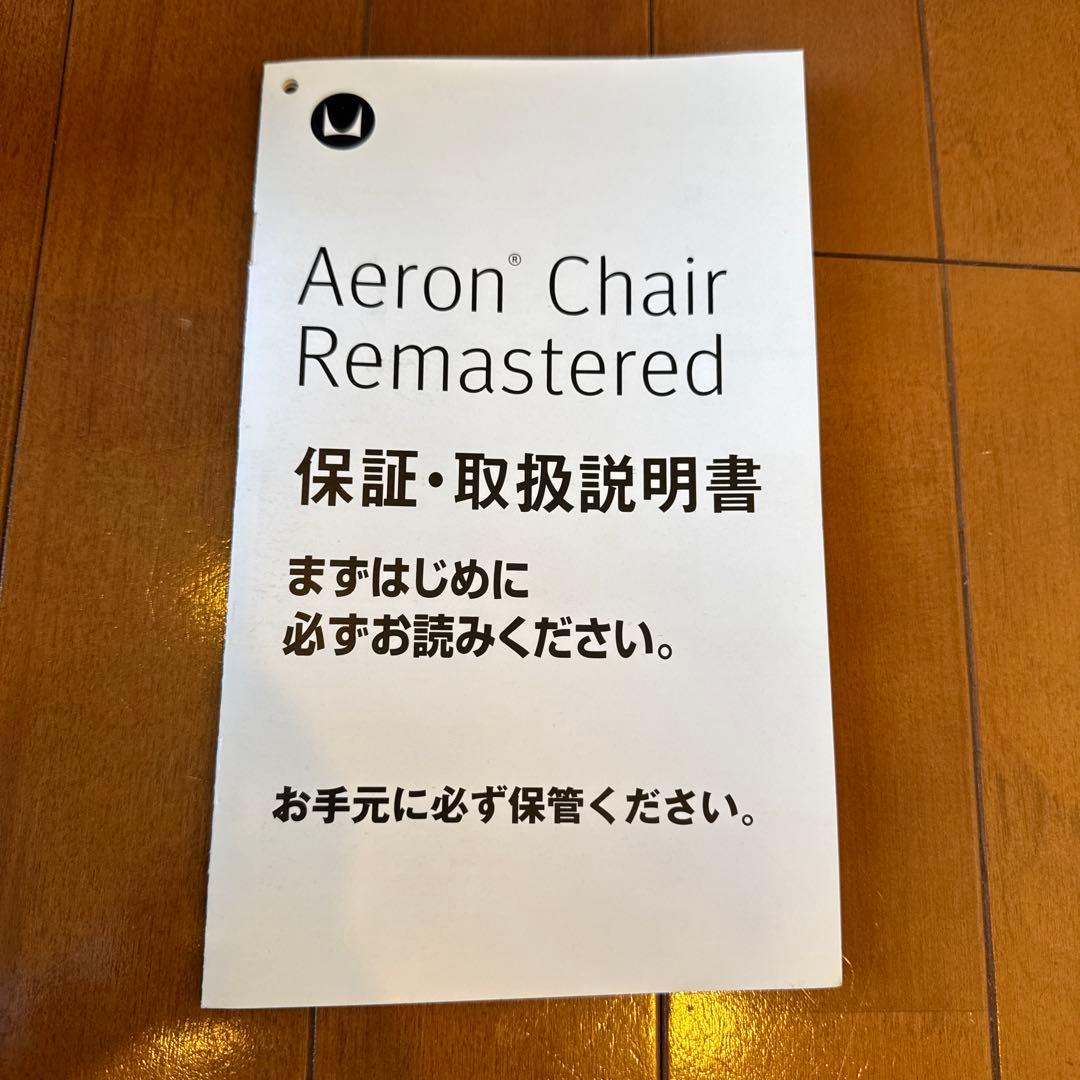 Aeron® Chair
Remastered
保証・取扱説明書
まずはじめに
必ずお読みください。
お手元に必ず保管ください。